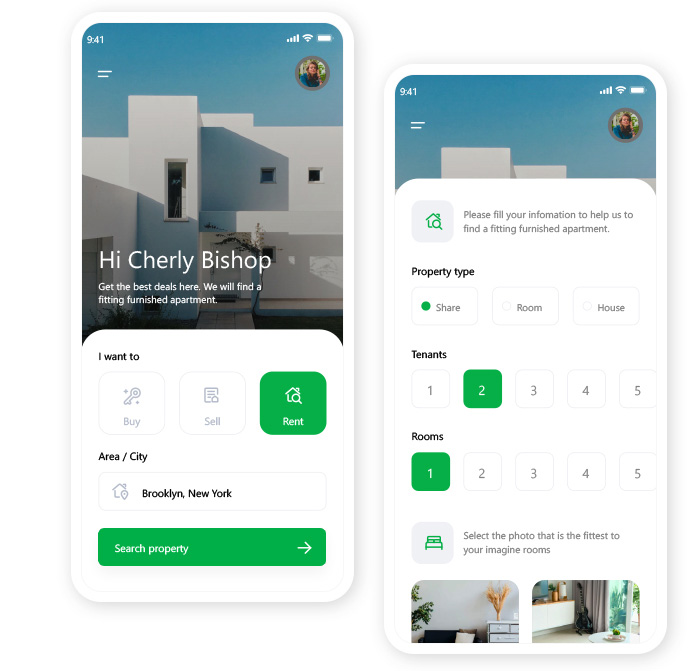 9:41
Hi Cherly Bishop
Get the best deals here. We will find a
fitting furnished apartment.
I want to
Buy
Sell
Rent
Area / City
Brooklyn, New York
Search property
9:41
Please fill your infomation to help us to
find a fitting furnished apartment.
Property type
Share
Room
House
Tenants
1 2 3 4 5
Rooms
1 2 3 4 5
Select the photo that is the fittest to
your imagine rooms